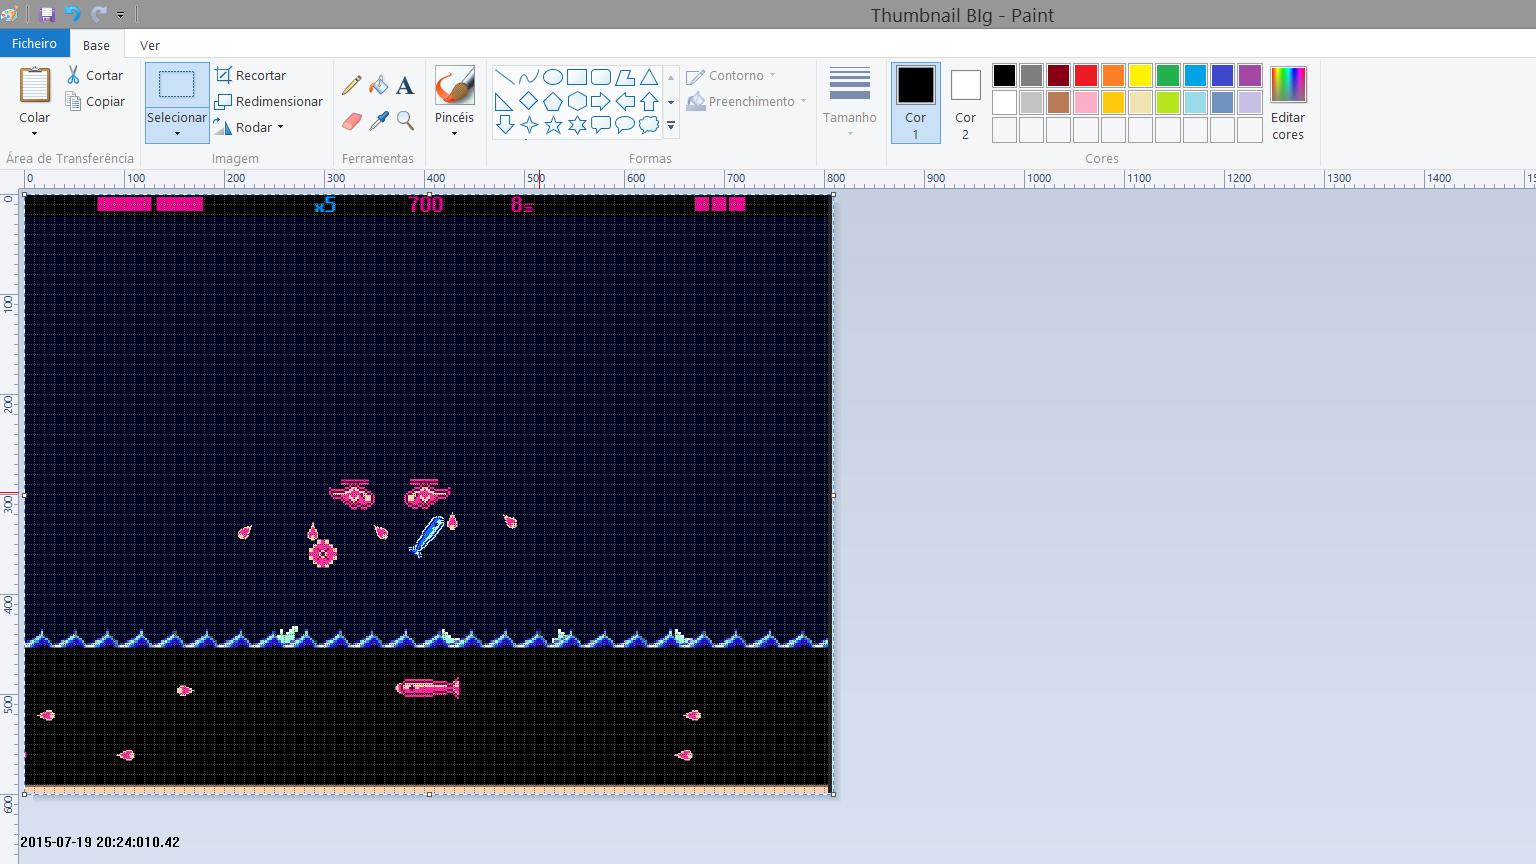 Thumbnail BIg - Paint
Ficheiro Base Ver
Cortar
Copiar
Colar
Área de Transferência
Selecionar
Recortar
Redimensionar
Rodar
Imagem
A
Ferramentas
Pincéis
Contorno
Preenchimento
Formas
Tamanho
Cor 1
Cor 2
Editar cores
Cores
0 100 200 300 400 500 600 700 800 900 1000 1100 1200 1300 1400
0
100
200
300
400
500
600
x5 700 8s
2015-07-19 20:24:010.42